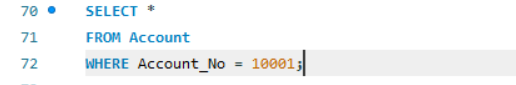 70 SELECT *
71 FROM Account
72 WHERE Account_No = 10001;